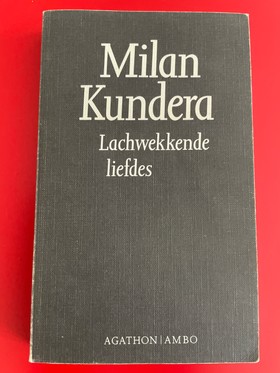 Milan
Kundera
Lachwekkende
liefdes
AGATHON | AMBO